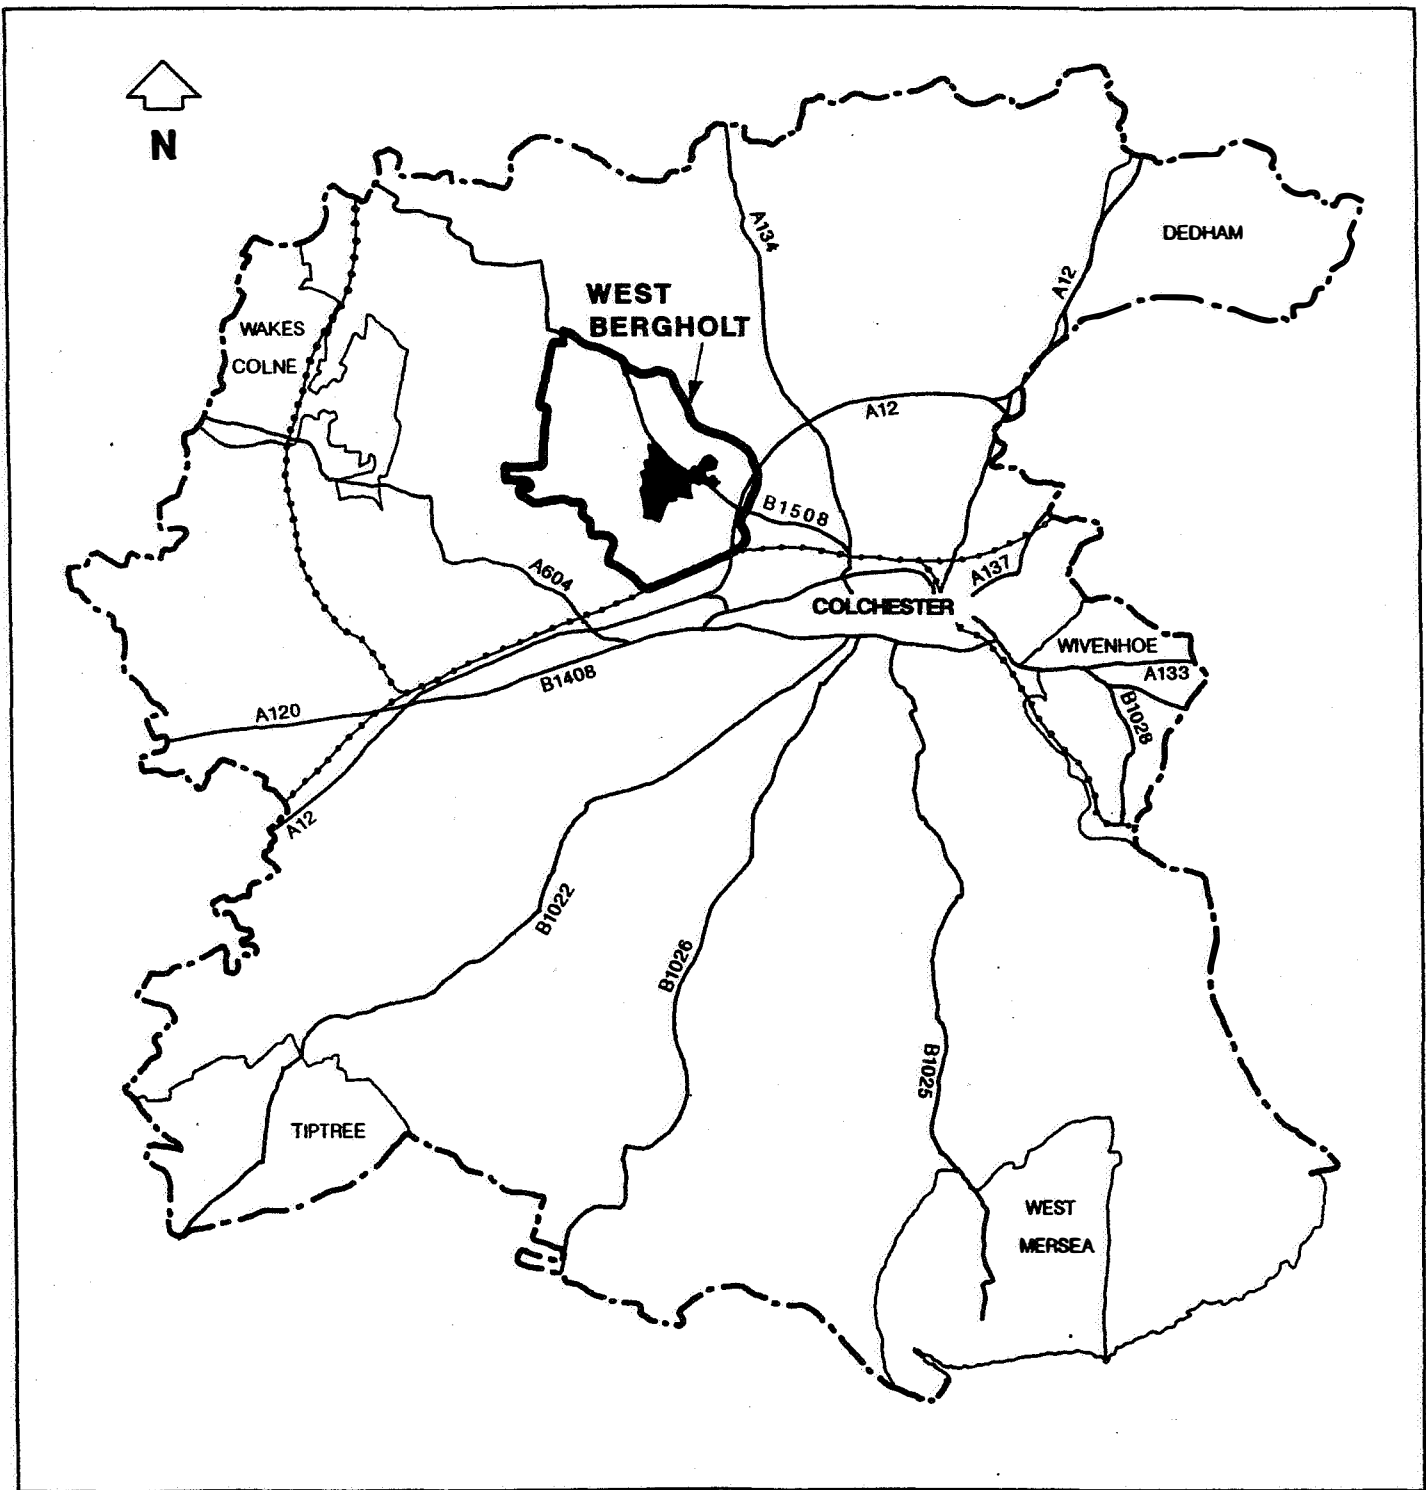 N
A134
DEDHAM
A12
WEST
BERGHOLT
WAKES
COLNE
A12
B1508
A604
A137
COLCHESTER
WIVENHOE
A133
B1408
B1028
A120
A12
B1022
B1026
B1025
TIPTREE
WEST
MERSEA